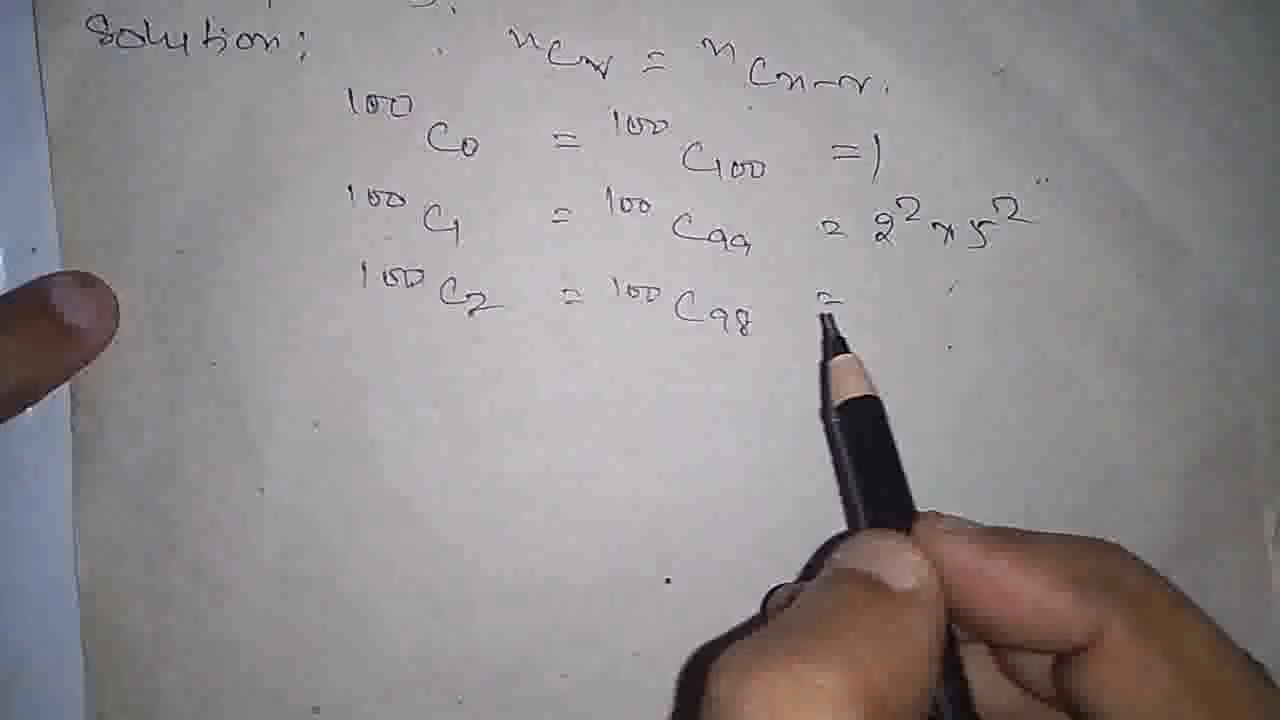 Solution: ⁿCᵣ = ⁿCₙ₋ᵣ.
¹⁰⁰C₀ = ¹⁰⁰C₁₀₀ = 1
¹⁰⁰C₁ = ¹⁰⁰C₉₉ = 2² x 5²
¹⁰⁰C₂ = ¹⁰⁰C₉₈ =